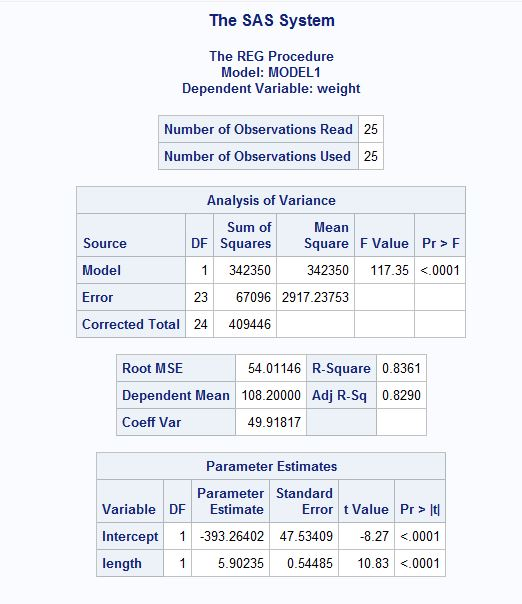 The SAS System
The REG Procedure
Model: MODEL1
Dependent Variable: weight
Number of Observations Read 25
Number of Observations Used 25
Analysis of Variance
Source DF Sum of Squares Mean Square F Value Pr > F
Model 1 342350 342350 117.35 <.0001
Error 23 67096 2917.23753
Corrected Total 24 409446
Root MSE 54.01146 R-Square 0.8361
Dependent Mean 108.20000 Adj R-Sq 0.8290
Coeff Var 49.91817
Parameter Estimates
Variable DF Parameter Estimate Standard Error t Value Pr > |t|
Intercept 1 -393.26402 47.53409 -8.27 <.0001
length 1 5.90235 0.54485 10.83 <.0001